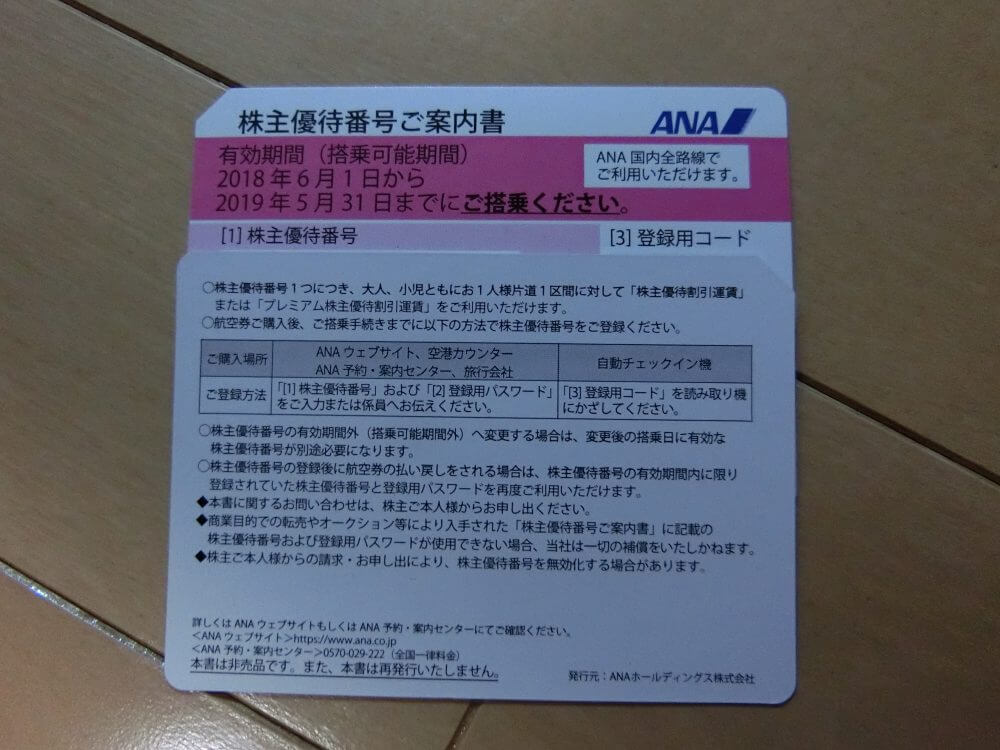 株主優待番号ご案内書
ANA
有効期間（搭乗可能期間）
2018年6月1日から
2019年5月31日までにご搭乗ください。
ANA国内全路線で
ご利用いただけます。
[1] 株主優待番号
[3] 登録用コード
○株主優待番号1つにつき、大人、小児ともにお1人様片道1区間に対して「株主優待割引運賃」
または「プレミアム株主優待割引運賃」をご利用いただけます。
○航空券ご購入後、ご搭乗手続きまでに以下の方法で株主優待番号をご登録ください。
ご購入場所
ANAウェブサイト、空港カウンター
ANA予約・案内センター、旅行会社
自動チェックイン機
ご登録方法
「[1] 株主優待番号」および「[2] 登録用パスワード」
をご入力または係員へお伝えください。
「[3] 登録用コード」を読み取り機
にかざしてください。
○株主優待番号の有効期間外（搭乗可能期間外）へ変更する場合は、変更後の搭乗日に有効な
株主優待番号が別途必要になります。
○株主優待番号の登録後に航空券の払い戻しをされる場合は、株主優待番号の有効期間内に限り
登録されていた株主優待番号と登録用パスワードを再度ご利用いただけます。
◆本書に関するお問い合わせは、株主ご本人様からお申し出ください。
◆商業目的での転売やオークション等により入手された「株主優待番号ご案内書」に記載の
株主優待番号および登録用パスワードが使用できない場合、当社は一切の補償をいたしかねます。
◆株主ご本人様からの請求・お申し出により、株主優待番号を無効化する場合があります。
詳しくはANAウェブサイトもしくはANA予約・案内センターにてご確認ください。
＜ANAウェブサイト＞https://www.ana.co.jp
＜ANA予約・案内センター＞0570-029-222（全国一律料金）
本書は非売品です。また、本書は再発行いたしません。
発行元：ANAホールディングス株式会社